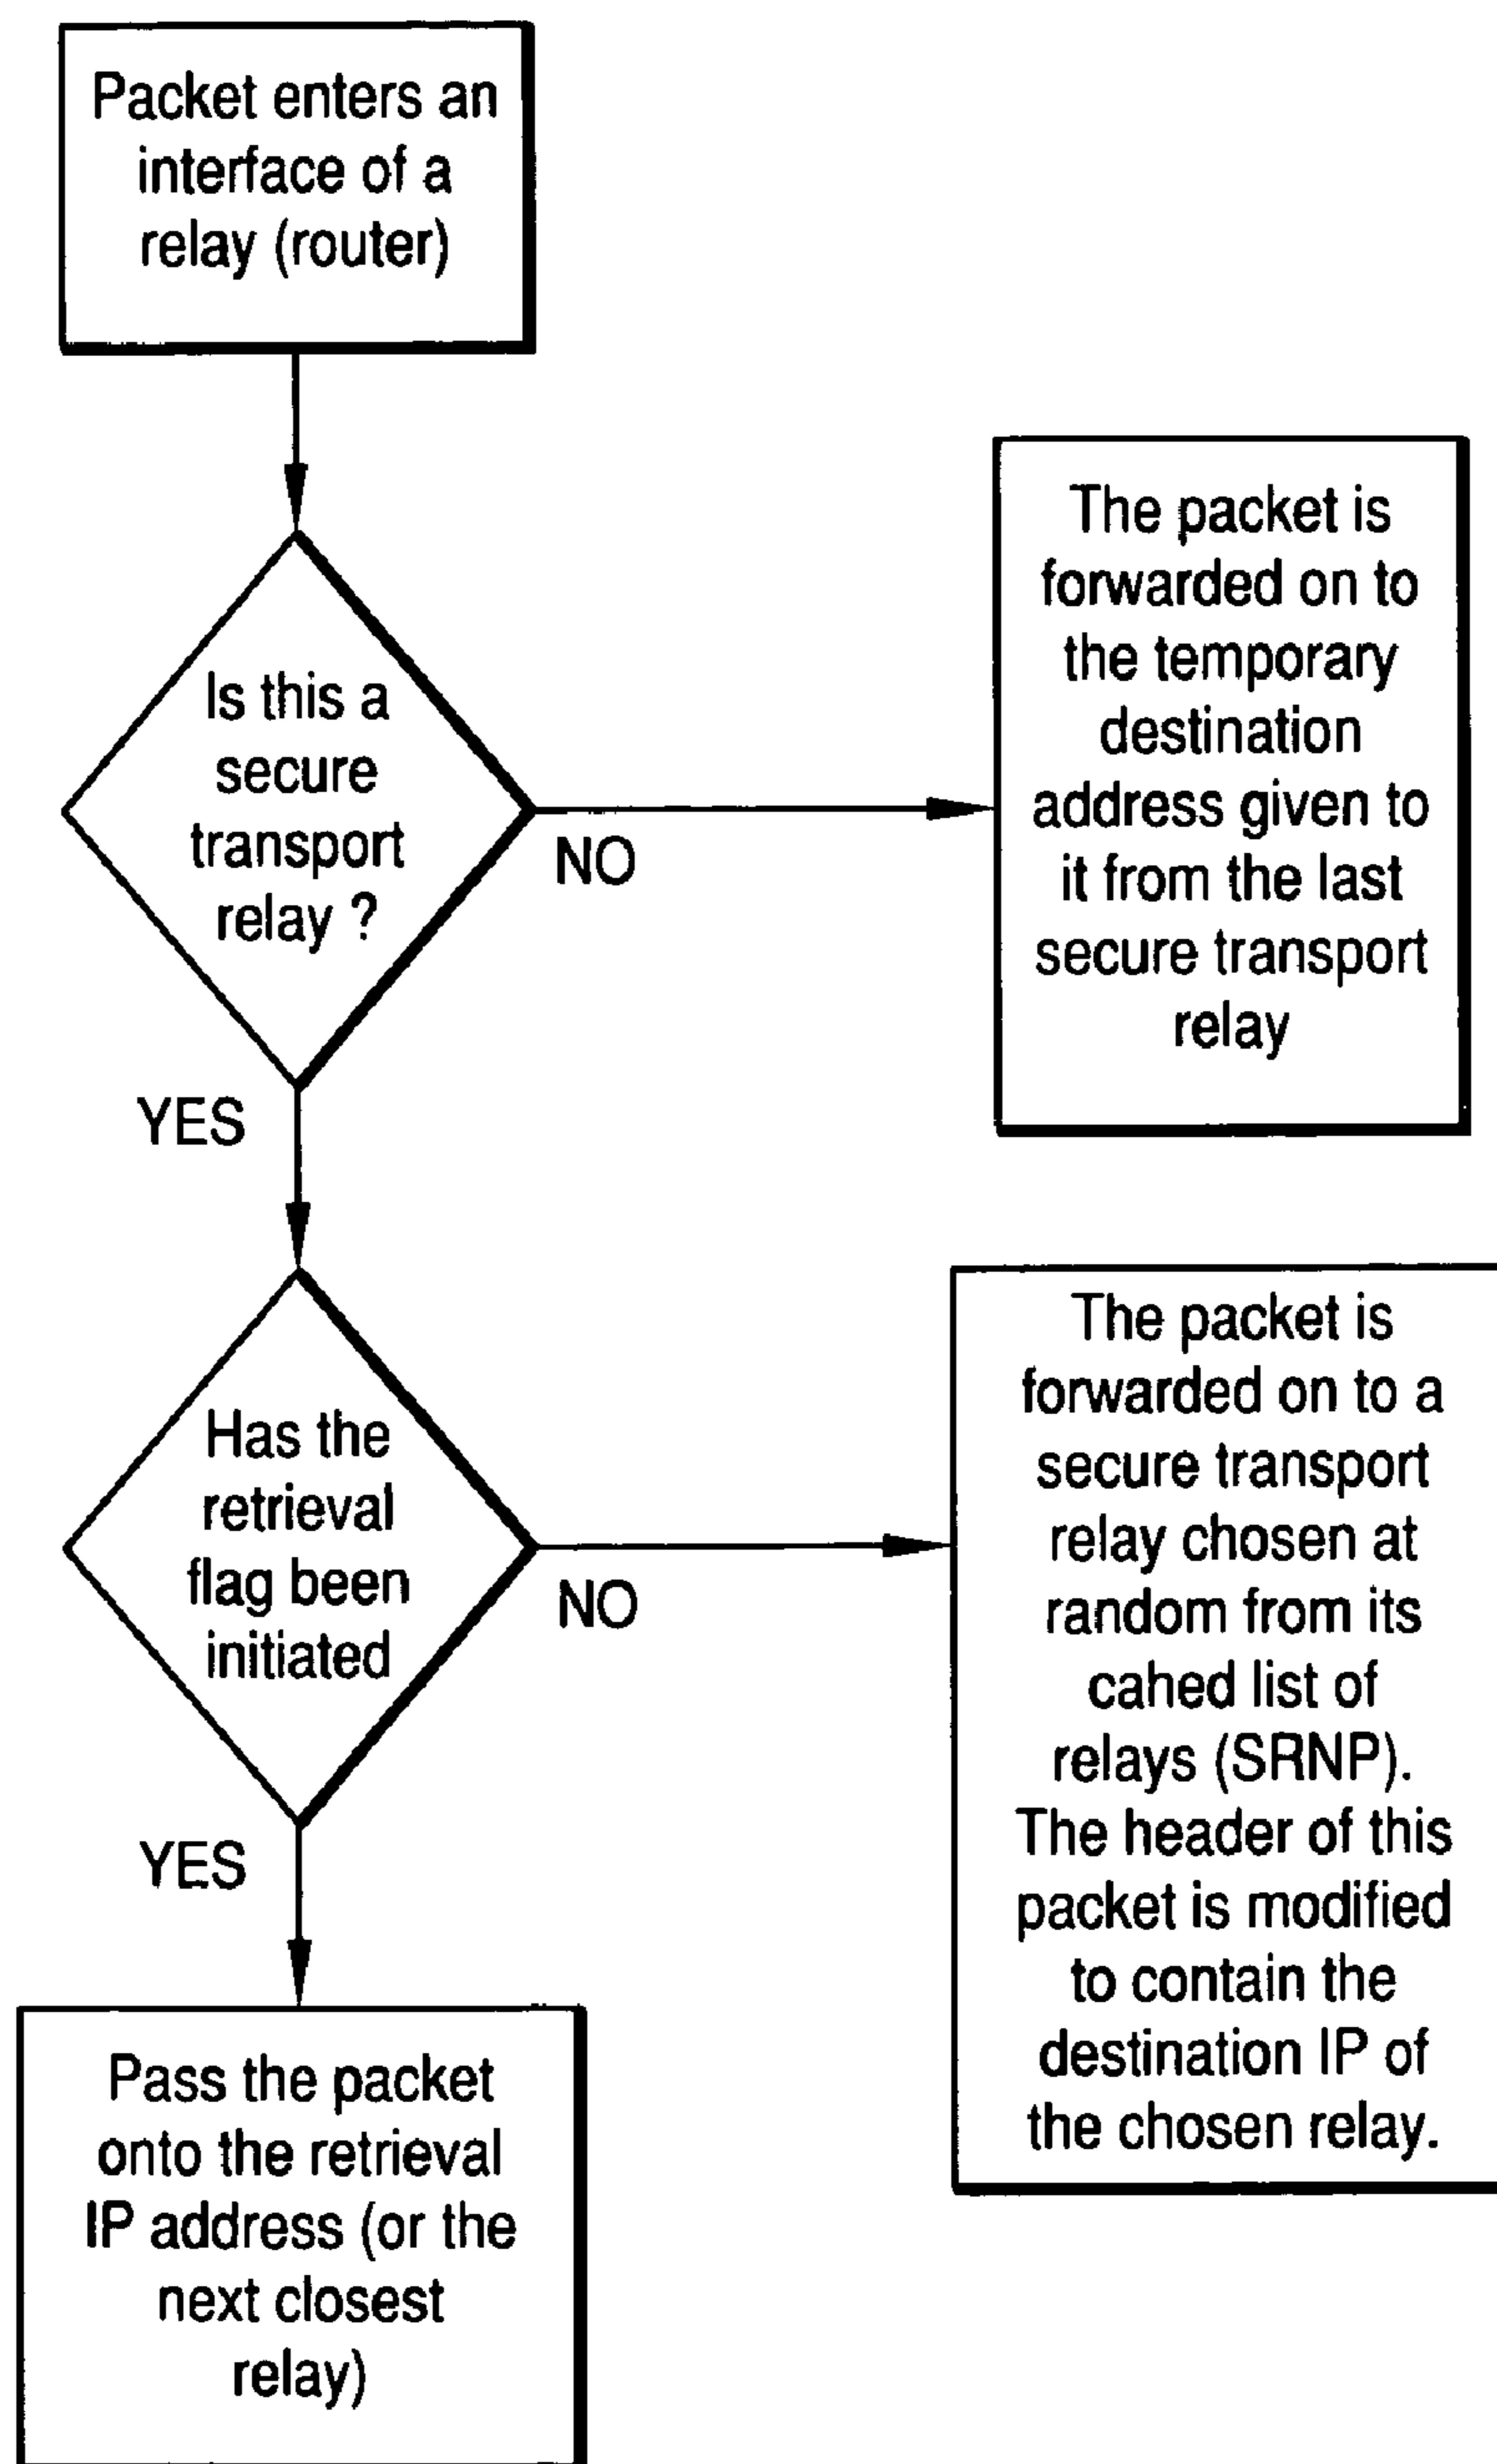 Packet enters an
interface of a
relay (router)
Is this a
secure
transport
relay ?
NO
The packet is
forwarded on to
the temporary
destination
address given to
it from the last
secure transport
relay
YES
Has the
retrieval
flag been
initiated
NO
The packet is
forwarded on to a
secure transport
relay chosen at
random from its
cahed list of
relays (SRNP).
The header of this
packet is modified
to contain the
destination IP of
the chosen relay.
YES
Pass the packet
onto the retrieval
IP address (or the
next closest
relay)